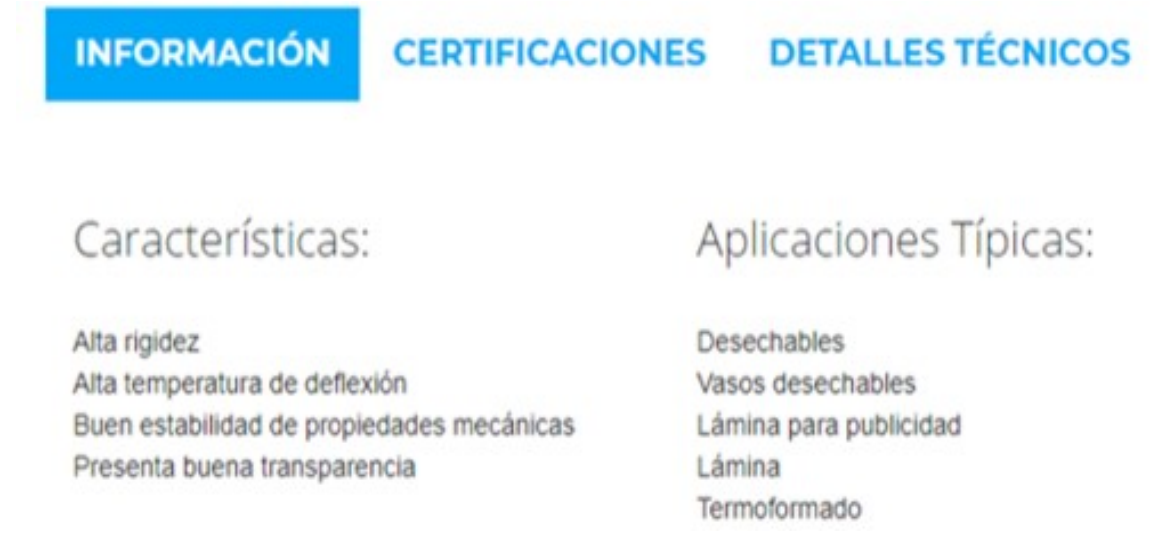 INFORMACIÓN CERTIFICACIONES DETALLES TÉCNICOS
Características:
Alta rigidez
Alta temperatura de deflexión
Buen estabilidad de propiedades mecánicas
Presenta buena transparencia
Aplicaciones Típicas:
Desechables
Vasos desechables
Lámina para publicidad
Lámina
Termoformado